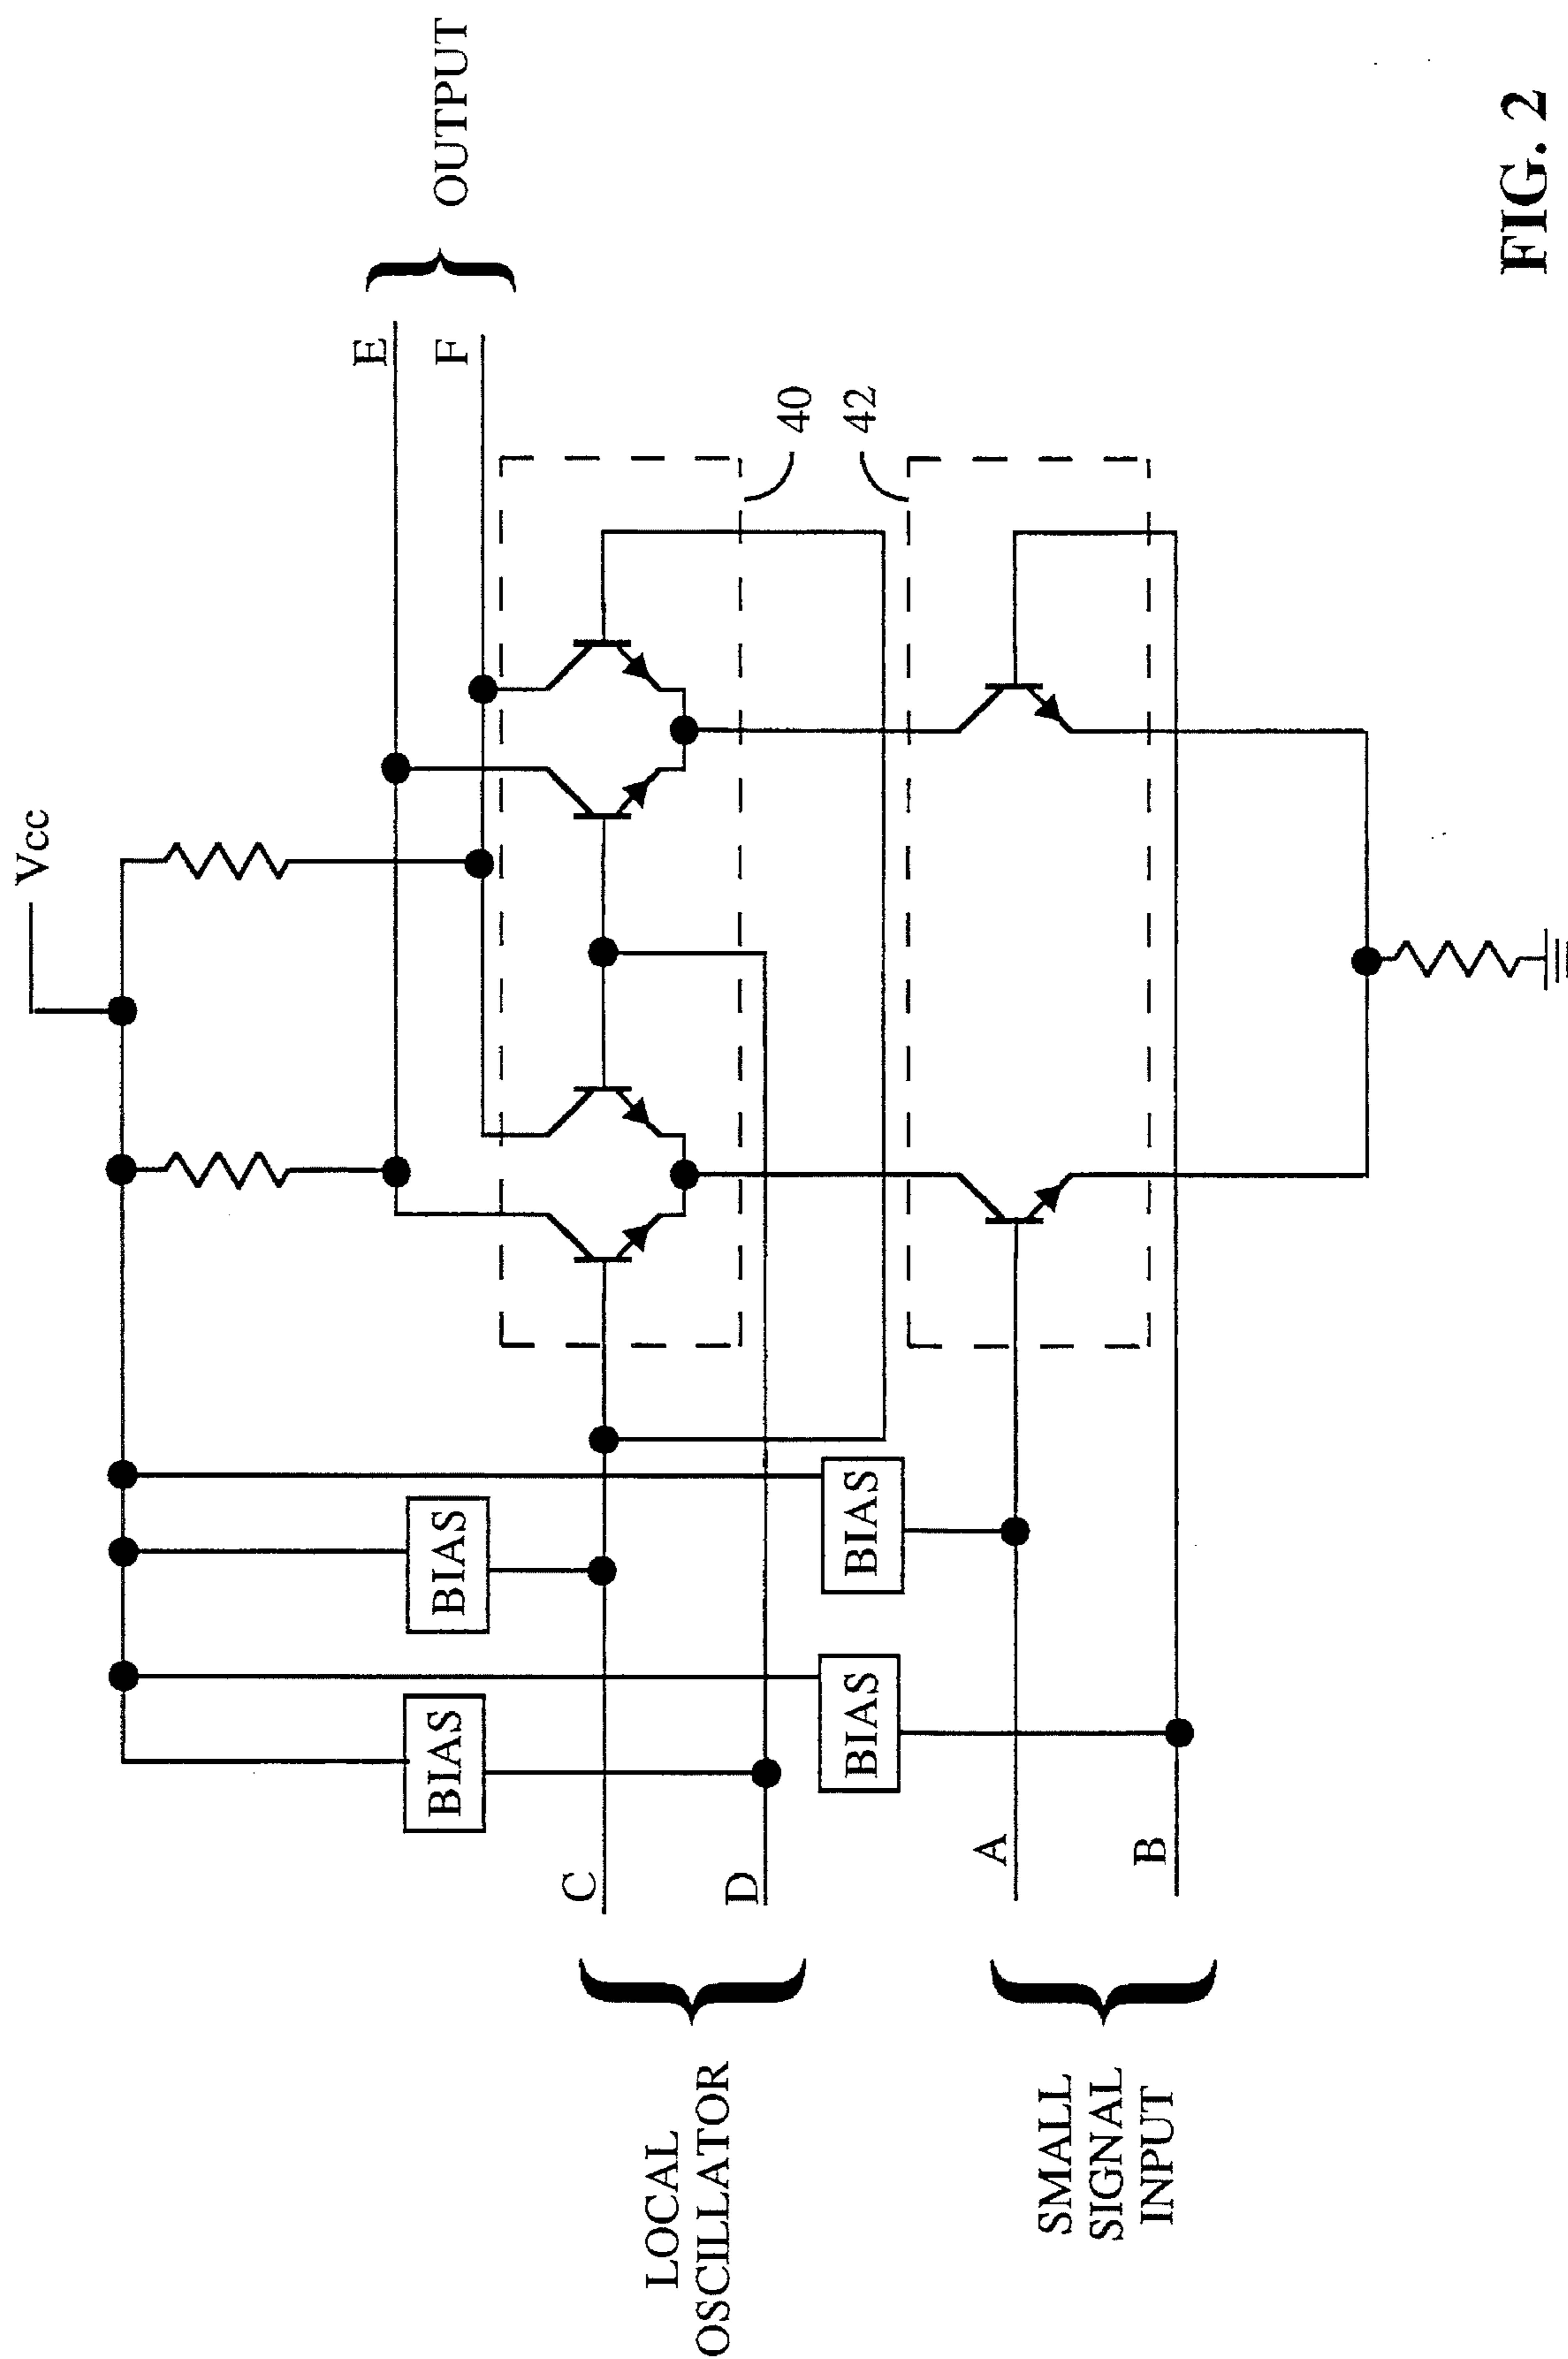 Vcc
E
F
OUTPUT
BIAS
BIAS
C
D
LOCAL
OSCILLATOR
40
42
BIAS
BIAS
A
B
SMALL
SIGNAL
INPUT
FIG. 2